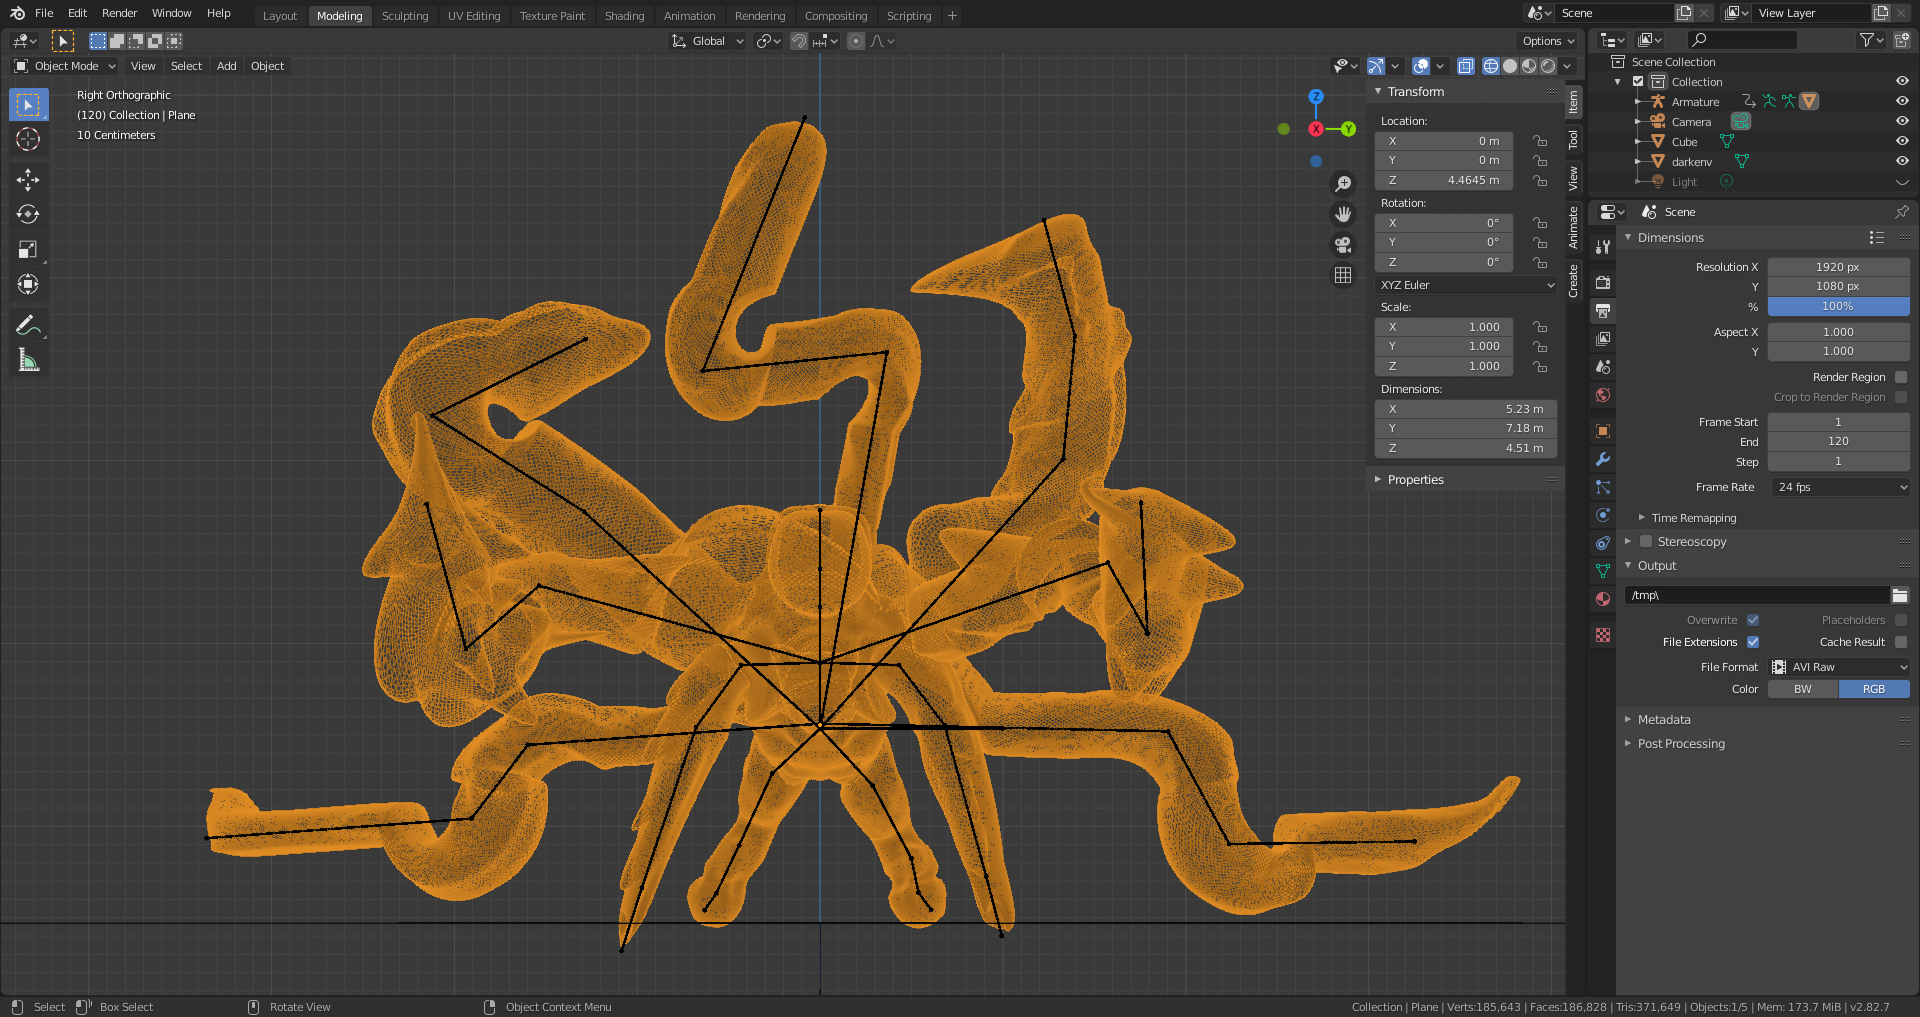 File Edit Render Window Help Layout Modeling Sculpting UV Editing Texture Paint Shading Animation Rendering Compositing Scripting + Scene View Layer
Global Options
Object Mode View Select Add Object
Right Orthographic
(120) Collection | Plane
10 Centimeters
Z
X
Y
Transform
Location:
X 0 m
Y 0 m
Z 4.4645 m
Rotation:
X 0°
Y 0°
Z 0°
XYZ Euler
Scale:
X 1.000
Y 1.000
Z 1.000
Dimensions:
X 5.23 m
Y 7.18 m
Z 4.51 m
Properties
Item
Tool
View
Animate
Create
Scene Collection
Collection
Armature
Camera
Cube
darkenv
Light
Scene
Dimensions
Resolution X 1920 px
Y 1080 px
% 100%
Aspect X 1.000
Y 1.000
Render Region
Crop to Render Region
Frame Start 1
End 120
Step 1
Frame Rate 24 fps
Time Remapping
Stereoscopy
Output
/tmp\
Overwrite Placeholders
File Extensions Cache Result
File Format AVI Raw
Color BW RGB
Metadata
Post Processing
Select Box Select Rotate View Object Context Menu Collection | Plane | Verts:185,643 | Faces:186,828 | Tris:371,649 | Objects:1/5 | Mem: 173.7 MiB | v2.82.7